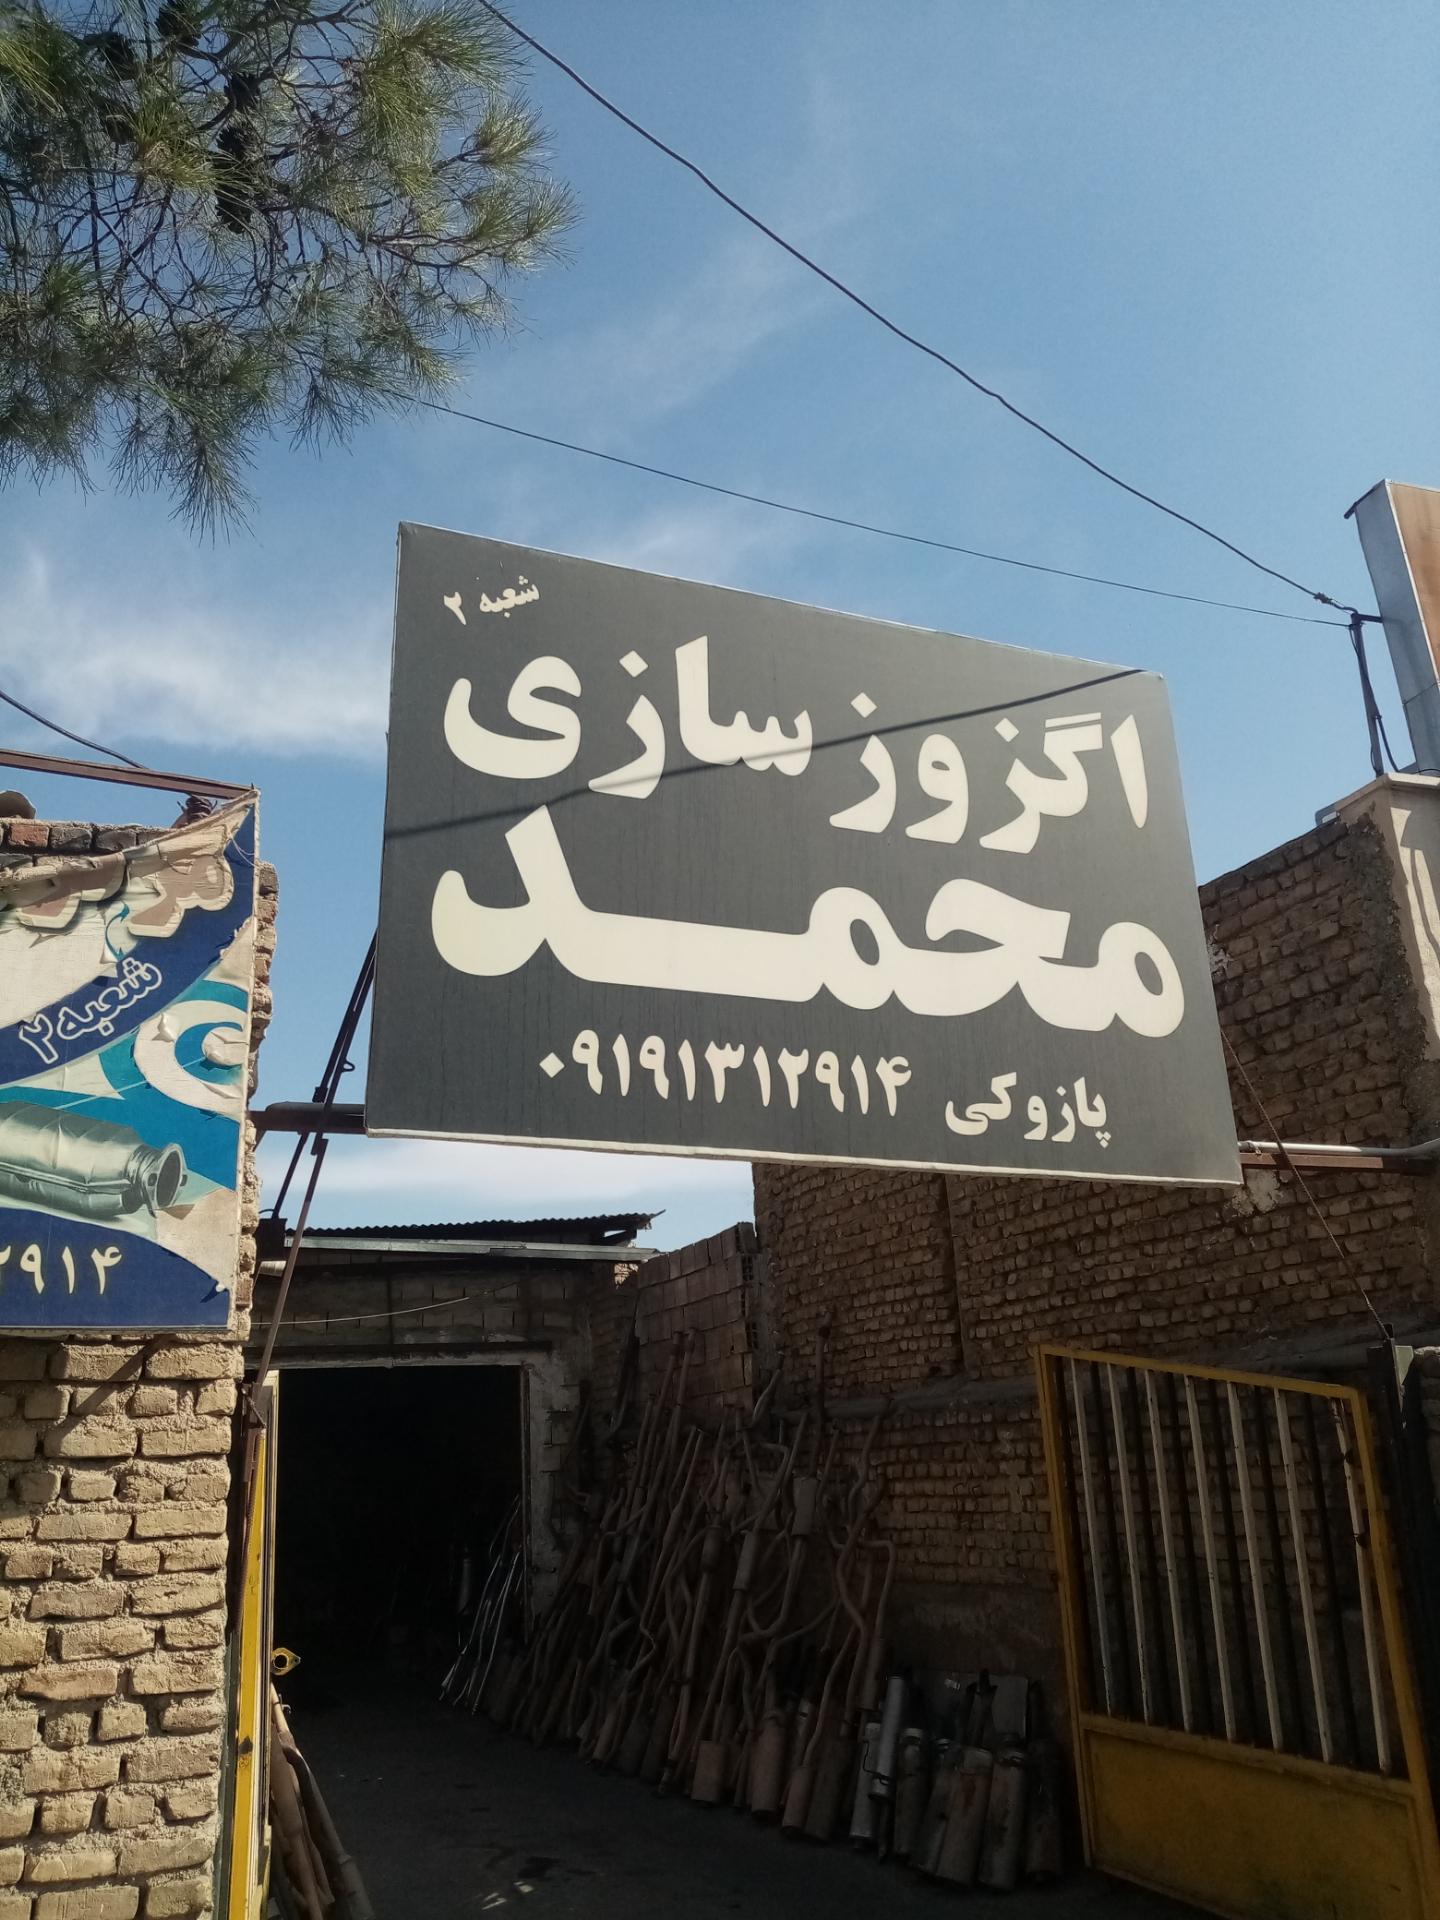 شعبه ۲
اگزوز سازی
محمد
پازوکی ۰۹۱۹۱۳۱۲۹۱۴
شعبه ۲
۲۹۱۴